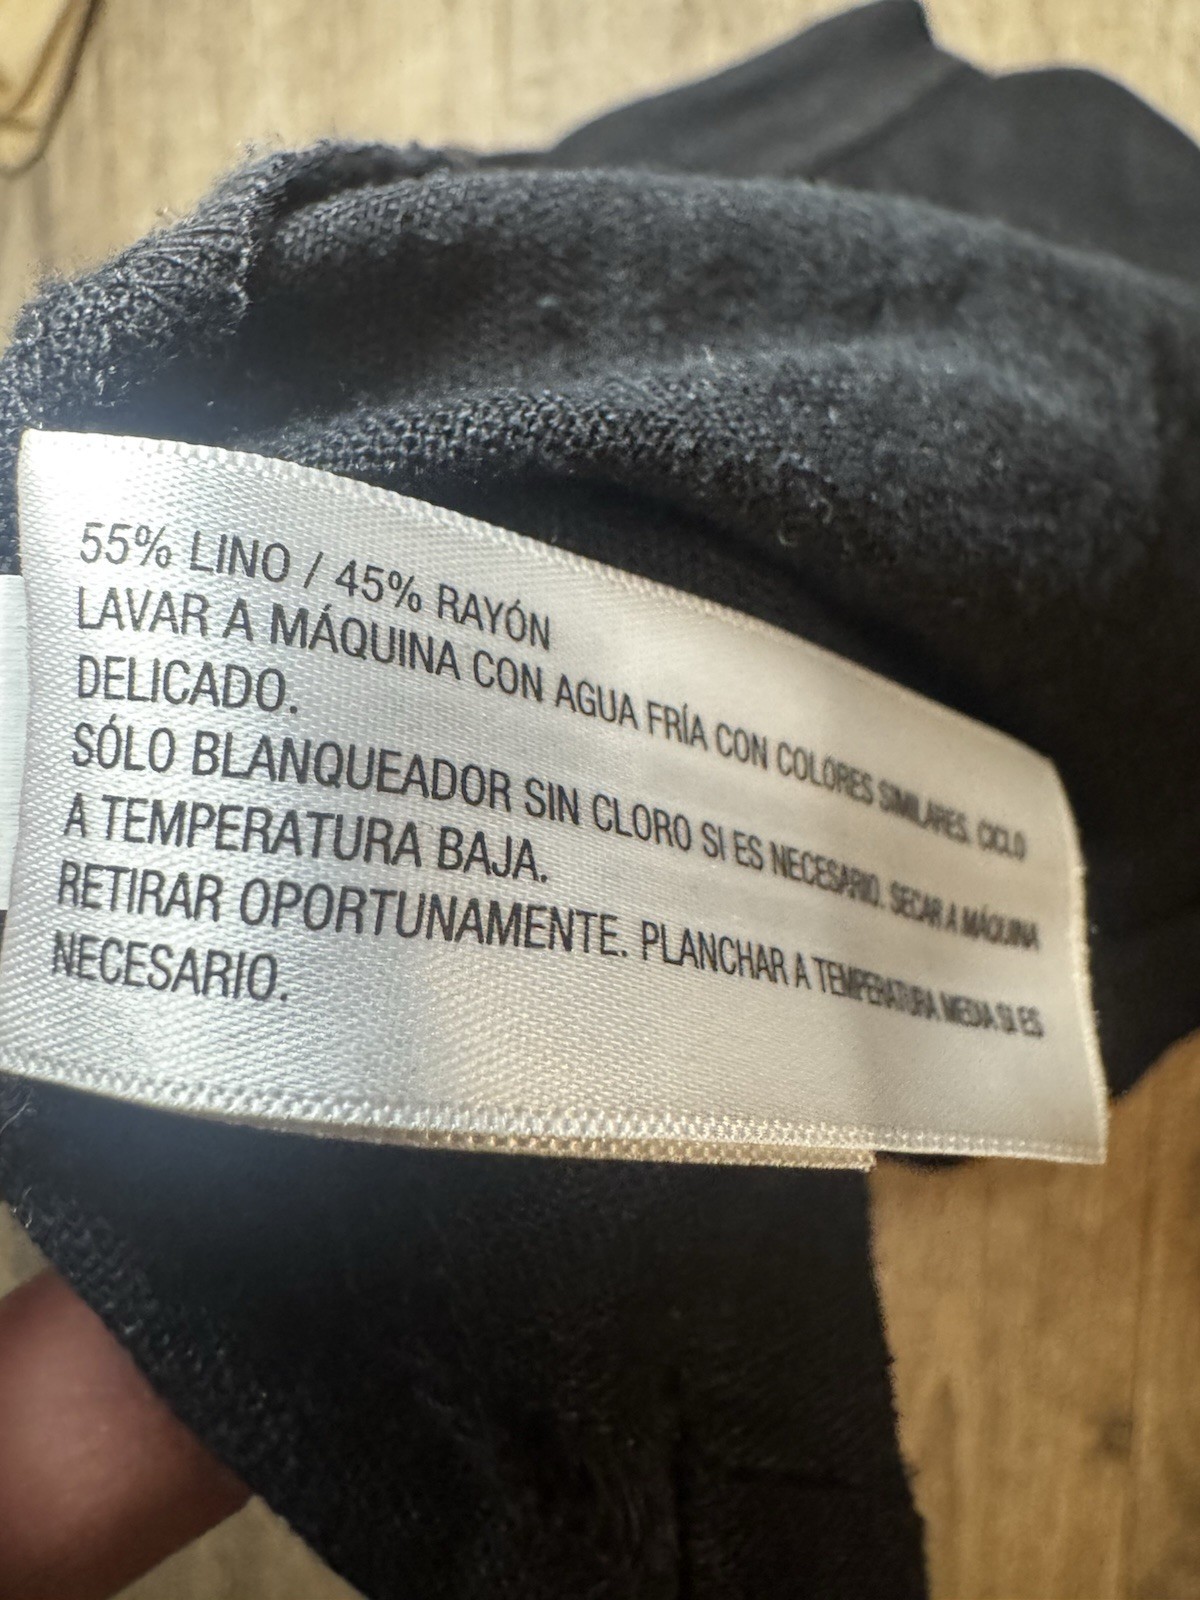 55% LINO / 45% RAYÓN
LAVAR A MÁQUINA CON AGUA FRÍA CON COLORES SIMILARES. CICLO
DELICADO.
SÓLO BLANQUEADOR SIN CLORO SI ES NECESARIO. SECAR A MÁQUINA
A TEMPERATURA BAJA.
RETIRAR OPORTUNAMENTE. PLANCHAR A TEMPERATURA MEDIA SI ES
NECESARIO.